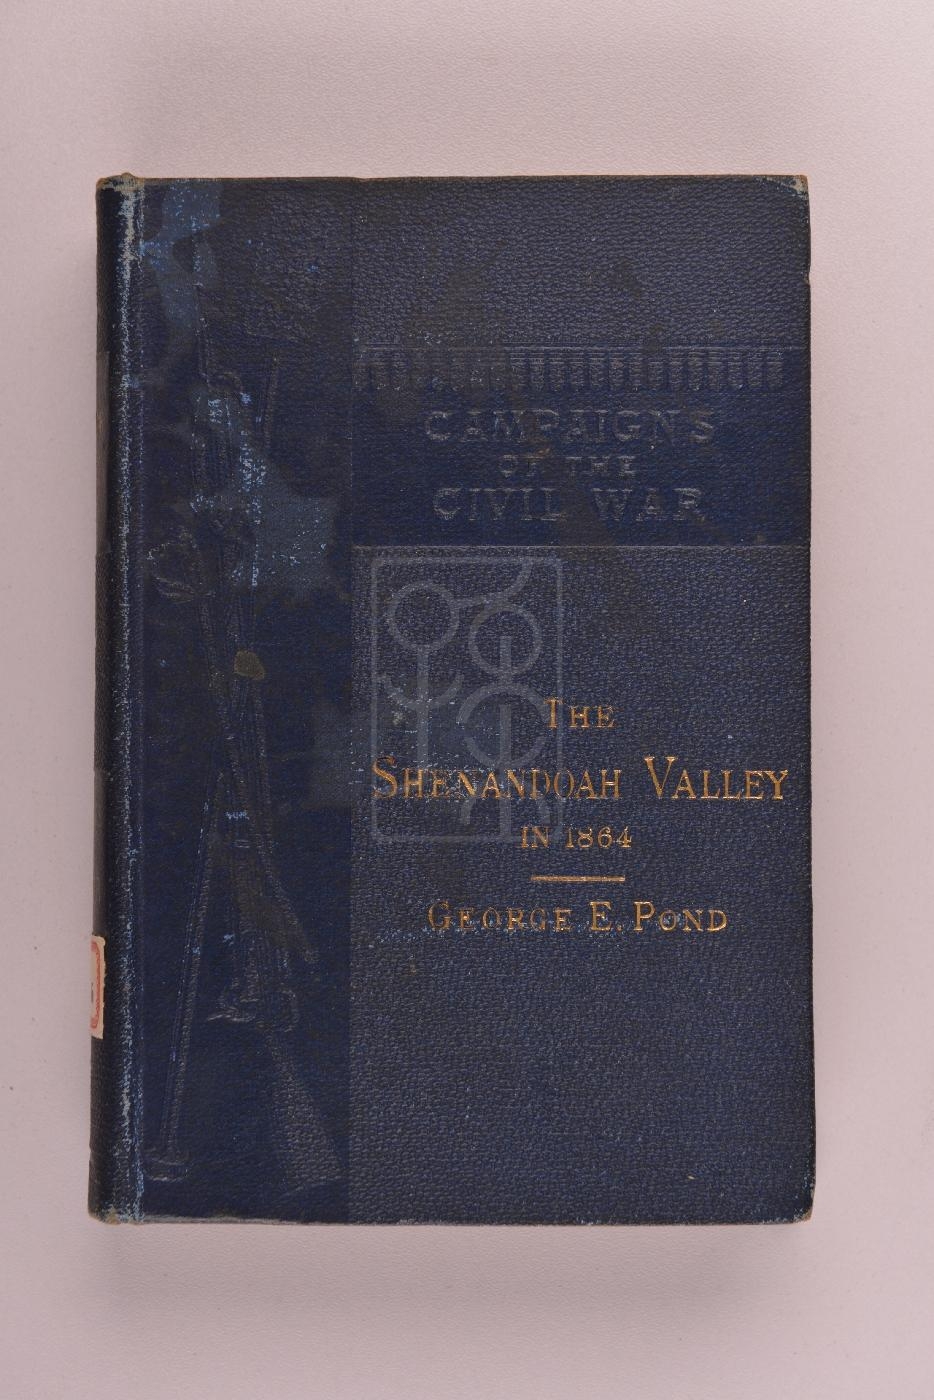 CAMPAIGNS
OF THE
CIVIL WAR
THE
SHENANDOAH VALLEY
IN 1864
GEORGE E. POND